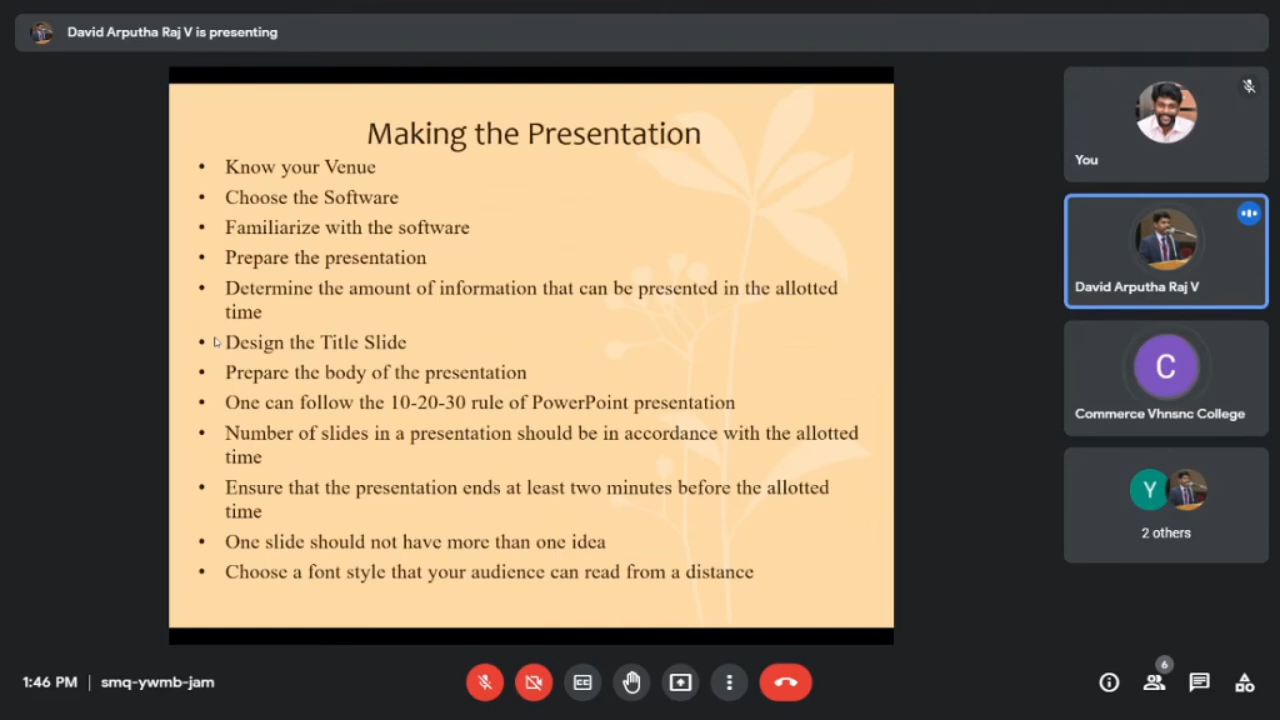 David Arputha Raj V is presenting
Making the Presentation
• Know your Venue
• Choose the Software
• Familiarize with the software
• Prepare the presentation
• Determine the amount of information that can be presented in the allotted
time
• Design the Title Slide
• Prepare the body of the presentation
• One can follow the 10-20-30 rule of PowerPoint presentation
• Number of slides in a presentation should be in accordance with the allotted
time
• Ensure that the presentation ends at least two minutes before the allotted
time
• One slide should not have more than one idea
• Choose a font style that your audience can read from a distance
You
David Arputha Raj V
C
Commerce Vhnsnc College
Y
2 others
1:46 PM | smq-ywmb-jam
CC
6